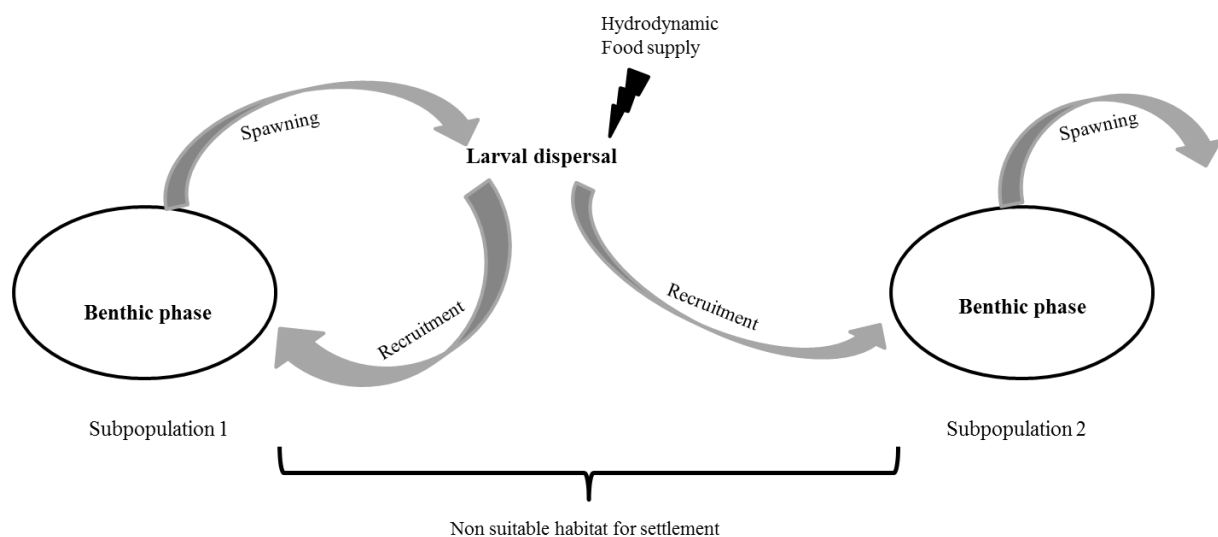 Hydrodynamic
Food supply
Spawning
Spawning
Larval dispersal
Benthic phase
Recruitment
Recruitment
Benthic phase
Subpopulation 1
Subpopulation 2
Non suitable habitat for settlement